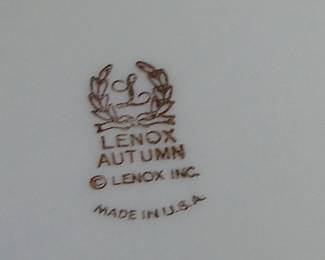 L
LENOX
AUTUMN
© LENOX INC.
MADE IN U.S.A.